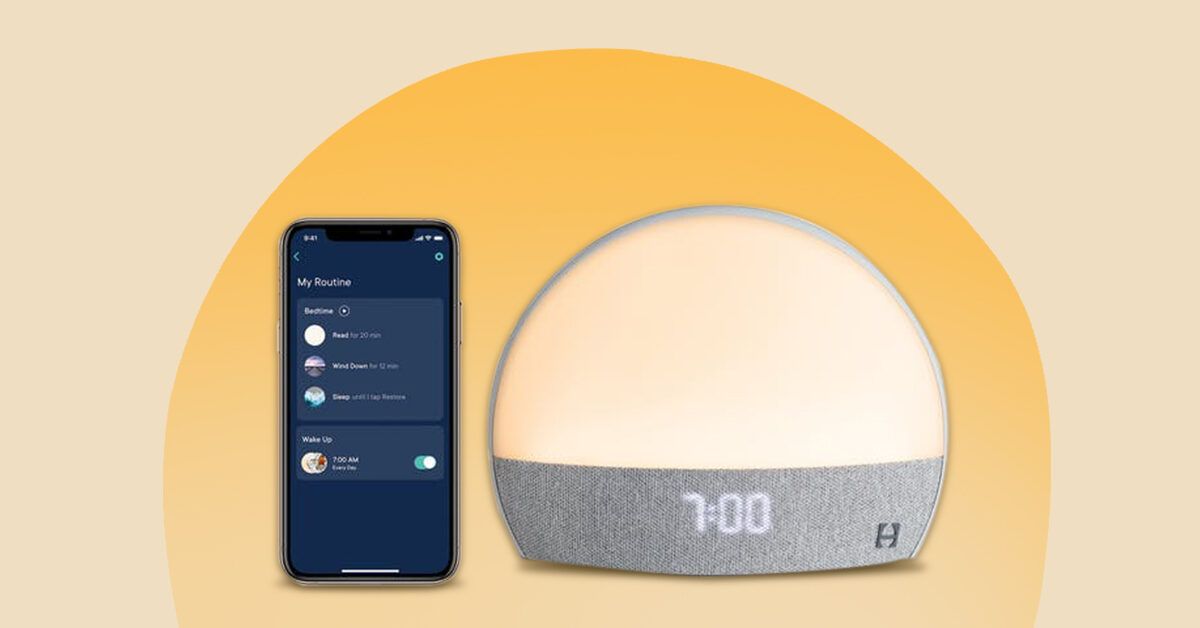 9:41
My Routine
Bedtime
Read for 20 min
Wind Down for 12 min
Sleep until I tap Restore
Wake Up
7:00 AM
Every Day
7:00
H